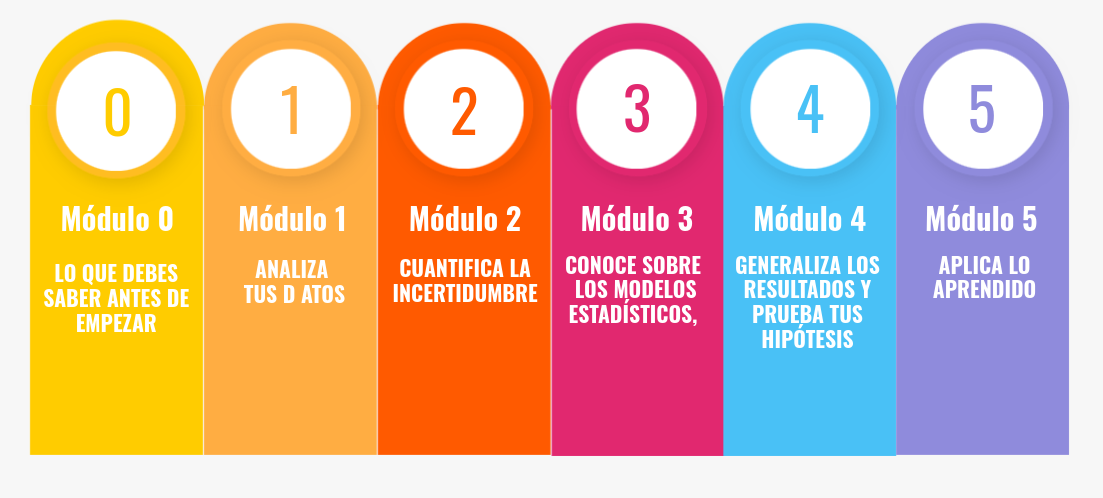 0
Módulo 0
LO QUE DEBES
SABER ANTES DE
EMPEZAR
1
Módulo 1
ANALIZA
TUS D ATOS
2
Módulo 2
CUANTIFICA LA
INCERTIDUMBRE
3
Módulo 3
CONOCE SOBRE
LOS MODELOS
ESTADÍSTICOS,
4
Módulo 4
GENERALIZA LOS
RESULTADOS Y
PRUEBA TUS
HIPÓTESIS
5
Módulo 5
APLICA LO
APRENDIDO